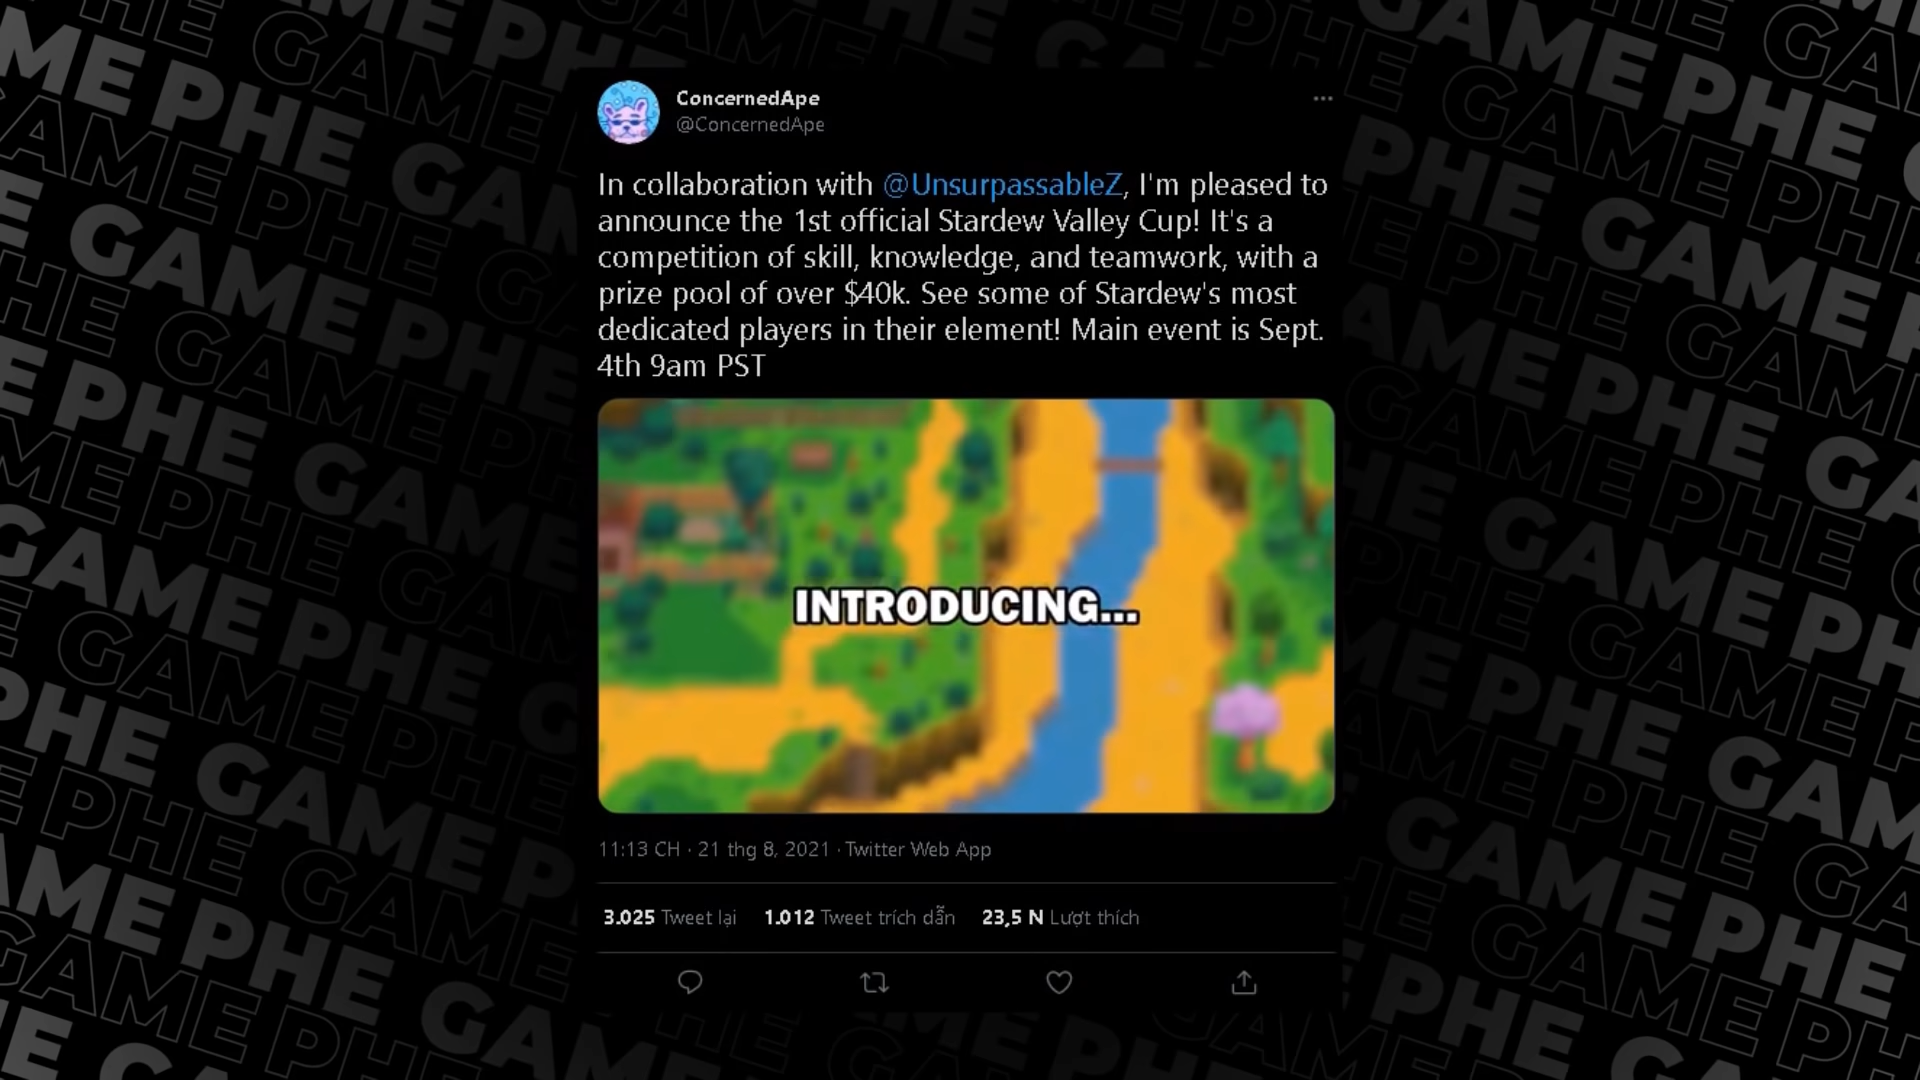 ConcernedApe
@ConcernedApe
In collaboration with @UnsurpassableZ, I'm pleased to
announce the 1st official Stardew Valley Cup! It's a
competition of skill, knowledge, and teamwork, with a
prize pool of over $40k. See some of Stardew's most
dedicated players in their element! Main event is Sept.
4th 9am PST
INTRODUCING...
11:13 CH · 21 thg 8, 2021 · Twitter Web App
3.025 Tweet lại 1.012 Tweet trích dẫn 23,5 N Lượt thích